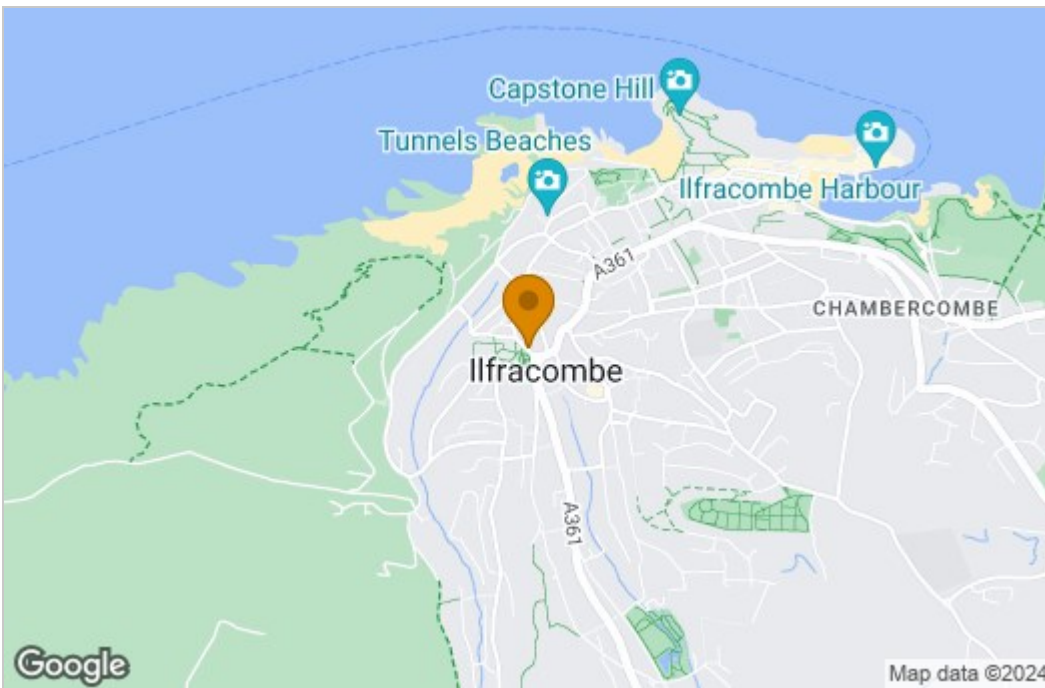 Capstone Hill
Tunnels Beaches
Ilfracombe Harbour
A361
CHAMBERCOMBE
Ilfracombe
A361
Google
Map data ©2024